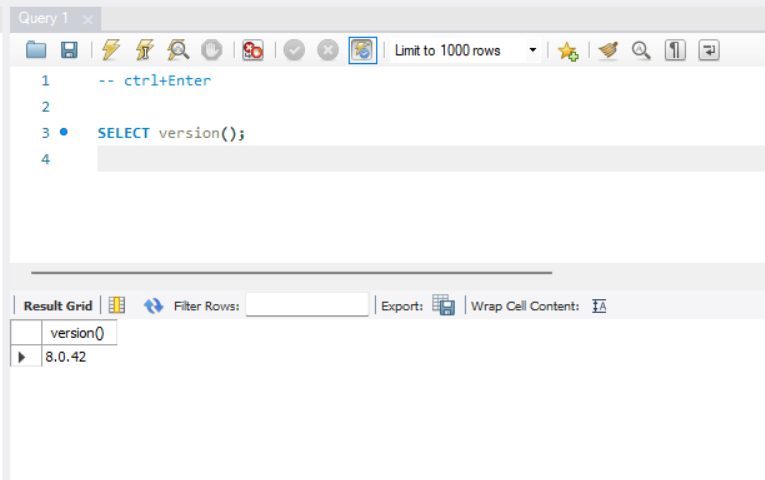 Query 1
Limit to 1000 rows
1 -- ctrl+Enter
2
3 SELECT version();
4
Result Grid Filter Rows: Export: Wrap Cell Content:
version()
8.0.42